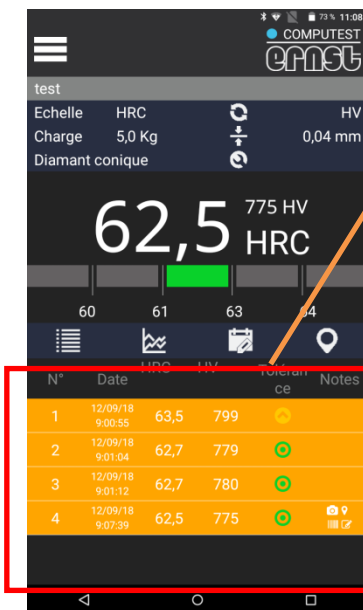 73 % 11:08
COMPUTEST
ernst
test
Echelle HRC HV
Charge 5,0 Kg 0,04 mm
Diamant conique
62,5 775 HV
HRC
60 61 63 64
N° Date HRC HV Toléran
ce Notes
1 12/09/18
9:00:55 63,5 799
2 12/09/18
9:01:04 62,7 779
3 12/09/18
9:01:12 62,7 780
4 12/09/18
9:07:39 62,5 775